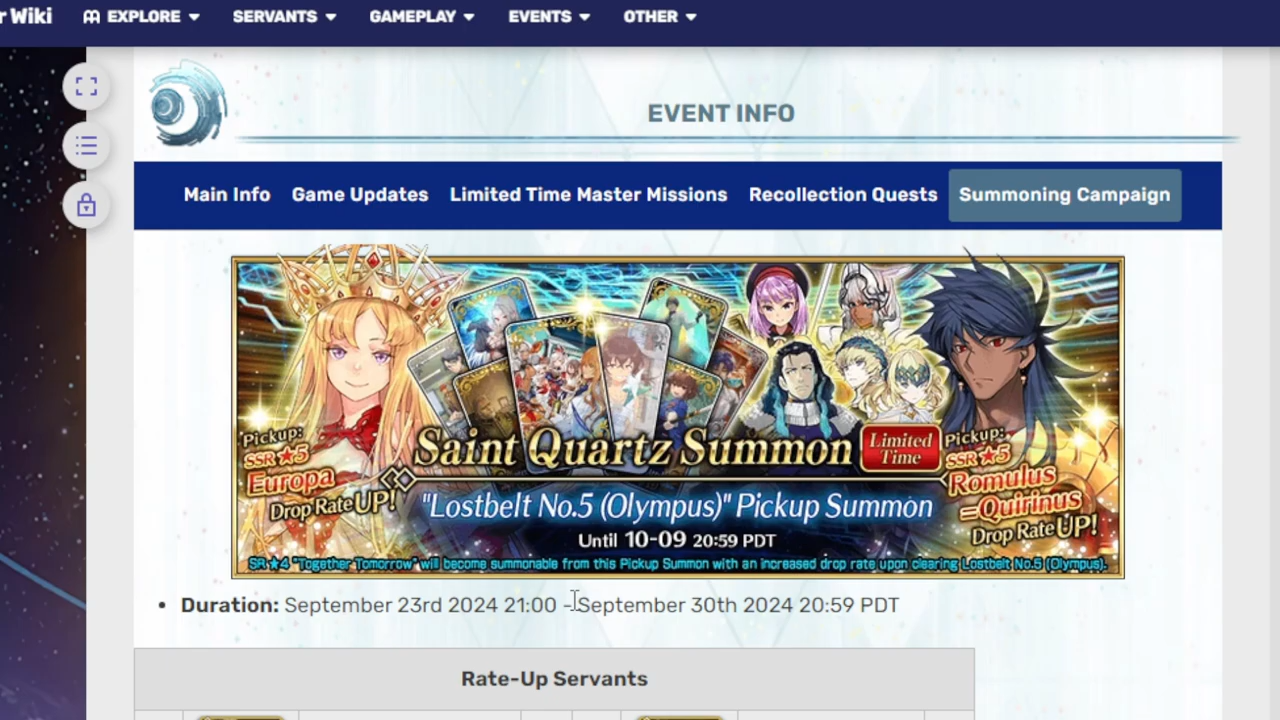 r Wiki EXPLORE SERVANTS GAMEPLAY EVENTS OTHER
EVENT INFO
Main Info Game Updates Limited Time Master Missions Recollection Quests Summoning Campaign
Pickup:
SSR ★5
Europa
Drop Rate UP!
Saint Quartz Summon
Limited
Time
Pickup:
SSR ★5
Romulus
=Quirinus
Drop Rate UP!
"Lostbelt No.5 (Olympus)" Pickup Summon
Until 10-09 20:59 PDT
SR ★4 "Together Tomorrow" will become summonable from this Pickup Summon with an increased drop rate upon clearing Lostbelt No.5 (Olympus).
• Duration: September 23rd 2024 21:00 - September 30th 2024 20:59 PDT
Rate-Up Servants